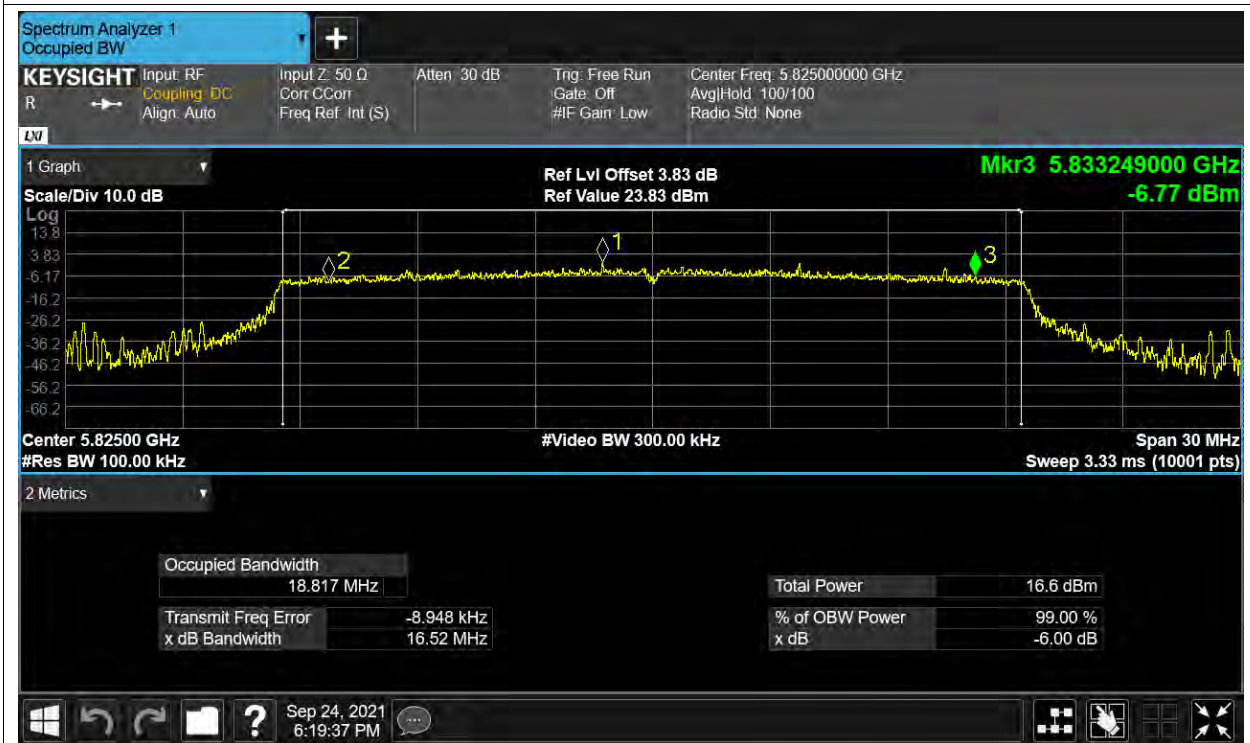 Spectrum Analyzer 1
Occupied BW
+
KEYSIGHT
R
LXI
Input: RF
Coupling: DC
Align: Auto
Input Z: 50 Ω
Corr CCorr
Freq Ref: Int (S)
Atten: 30 dB
Trig: Free Run
Gate: Off
#IF Gain: Low
Center Freq: 5.825000000 GHz
Avg|Hold: 100/100
Radio Std: None
1 Graph
Scale/Div 10.0 dB
Ref Lvl Offset 3.83 dB
Ref Value 23.83 dBm
Mkr3 5.833249000 GHz
-6.77 dBm
Log
13.8
3.83
-6.17
-16.2
-26.2
-36.2
-46.2
-56.2
-66.2
2
1
3
Center 5.82500 GHz
#Res BW 100.00 kHz
#Video BW 300.00 kHz
Span 30 MHz
Sweep 3.33 ms (10001 pts)
2 Metrics
Occupied Bandwidth
18.817 MHz
Transmit Freq Error -8.948 kHz
x dB Bandwidth 16.52 MHz
Total Power 16.6 dBm
% of OBW Power 99.00 %
x dB -6.00 dB
?
Sep 24, 2021
6:19:37 PM